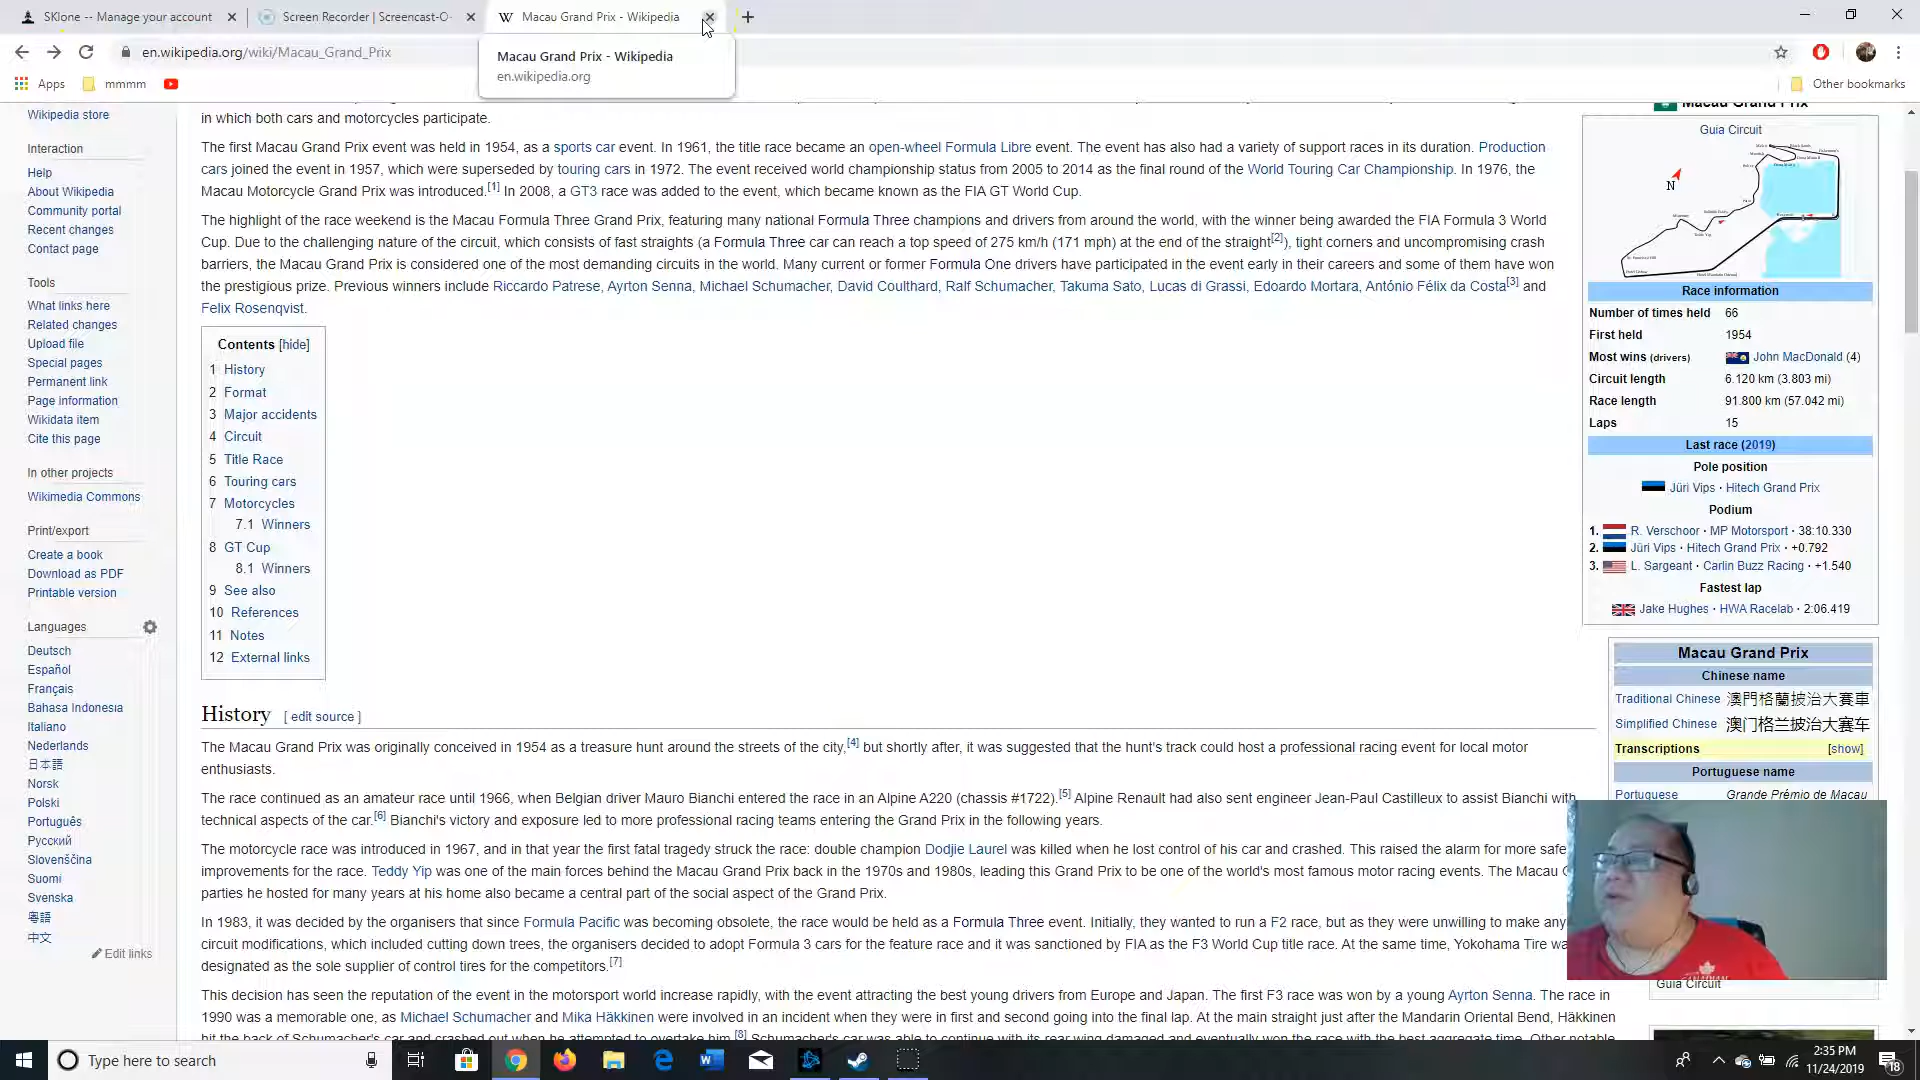 SKlone -- Manage your account
Screen Recorder | Screencast-O-
Macau Grand Prix - Wikipedia
en.wikipedia.org/wiki/Macau_Grand_Prix
Macau Grand Prix - Wikipedia
en.wikipedia.org
Apps
mmmm
Other bookmarks
Wikipedia store
Interaction
Help
About Wikipedia
Community portal
Recent changes
Contact page
Tools
What links here
Related changes
Upload file
Special pages
Permanent link
Page information
Wikidata item
Cite this page
In other projects
Wikimedia Commons
Print/export
Create a book
Download as PDF
Printable version
Languages
Deutsch
Español
Français
Bahasa Indonesia
Italiano
Nederlands
日本語
Norsk
Polski
Português
Русский
Slovenščina
Suomi
Svenska
粵語
中文
Edit links
in which both cars and motorcycles participate.
The first Macau Grand Prix event was held in 1954, as a sports car event. In 1961, the title race became an open-wheel Formula Libre event. The event has also had a variety of support races in its duration. Production
cars joined the event in 1957, which were superseded by touring cars in 1972. The event received world championship status from 2005 to 2014 as the final round of the World Touring Car Championship. In 1976, the
Macau Motorcycle Grand Prix was introduced.[1] In 2008, a GT3 race was added to the event, which became known as the FIA GT World Cup.
The highlight of the race weekend is the Macau Formula Three Grand Prix, featuring many national Formula Three champions and drivers from around the world, with the winner being awarded the FIA Formula 3 World
Cup. Due to the challenging nature of the circuit, which consists of fast straights (a Formula Three car can reach a top speed of 275 km/h (171 mph) at the end of the straight[2]), tight corners and uncompromising crash
barriers, the Macau Grand Prix is considered one of the most demanding circuits in the world. Many current or former Formula One drivers have participated in the event early in their careers and some of them have won
the prestigious prize. Previous winners include Riccardo Patrese, Ayrton Senna, Michael Schumacher, David Coulthard, Ralf Schumacher, Takuma Sato, Lucas di Grassi, Edoardo Mortara, António Félix da Costa[3] and
Felix Rosenqvist.
Contents [hide]
1 History
2 Format
3 Major accidents
4 Circuit
5 Title Race
6 Touring cars
7 Motorcycles
7.1 Winners
8 GT Cup
8.1 Winners
9 See also
10 References
11 Notes
12 External links
History [ edit source ]
The Macau Grand Prix was originally conceived in 1954 as a treasure hunt around the streets of the city,[4] but shortly after, it was suggested that the hunt's track could host a professional racing event for local motor
enthusiasts.
The race continued as an amateur race until 1966, when Belgian driver Mauro Bianchi entered the race in an Alpine A220 (chassis #1722).[5] Alpine Renault had also sent engineer Jean-Paul Castilleux to assist Bianchi with
technical aspects of the car.[6] Bianchi's victory and exposure led to more professional racing teams entering the Grand Prix in the following years.
The motorcycle race was introduced in 1967, and in that year the first fatal tragedy struck the race: double champion Dodjie Laurel was killed when he lost control of his car and crashed. This raised the alarm for more safe
improvements for the race. Teddy Yip was one of the main forces behind the Macau Grand Prix back in the 1970s and 1980s, leading this Grand Prix to be one of the world's most famous motor racing events. The Macau
parties he hosted for many years at his home also became a central part of the social aspect of the Grand Prix.
In 1983, it was decided by the organisers that since Formula Pacific was becoming obsolete, the race would be held as a Formula Three event. Initially, they wanted to run a F2 race, but as they were unwilling to make any
circuit modifications, which included cutting down trees, the organisers decided to adopt Formula 3 cars for the feature race and it was sanctioned by FIA as the F3 World Cup title race. At the same time, Yokohama Tire wa
designated as the sole supplier of control tires for the competitors.[7]
This decision has seen the reputation of the event in the motorsport world increase rapidly, with the event attracting the best young drivers from Europe and Japan. The first F3 race was won by a young Ayrton Senna. The race in
1990 was a memorable one, as Michael Schumacher and Mika Häkkinen were involved in an incident when they were in first and second going into the final lap. At the main straight just after the Mandarin Oriental Bend, Häkkinen
hit the back of Schumacher's car and crashed out when he attempted to overtake him.[8] Schumacher's car was able to continue with its rear wing damaged and eventually won the race with the best aggregate time. Other notable
Macau Grand Prix
Guia Circuit
N
Race information
Number of times held 66
First held 1954
Most wins (drivers) John MacDonald (4)
Circuit length 6.120 km (3.803 mi)
Race length 91.800 km (57.042 mi)
Laps 15
Last race (2019)
Pole position
Jüri Vips · Hitech Grand Prix
Podium
1. R. Verschoor · MP Motorsport · 38:10.330
2. Jüri Vips · Hitech Grand Prix · +0.792
3. L. Sargeant · Carlin Buzz Racing · +1.540
Fastest lap
Jake Hughes · HWA Racelab · 2:06.419
Macau Grand Prix
Chinese name
Traditional Chinese 澳門格蘭披治大賽車
Simplified Chinese 澳门格兰披治大赛车
Transcriptions [show]
Portuguese name
Portuguese Grande Prémio de Macau
Guia Circuit
Type here to search
2:35 PM
11/24/2019
18